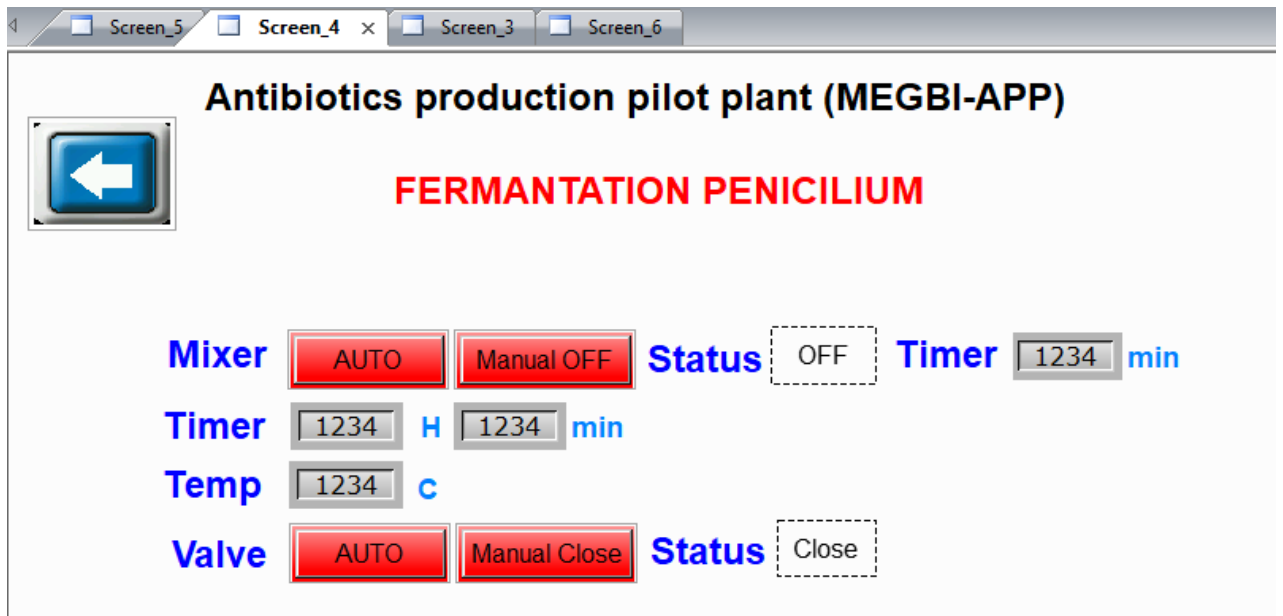 Screen_5 Screen_4 × Screen_3 Screen_6
Antibiotics production pilot plant (MEGBI-APP)
FERMANTATION PENICILIUM
Mixer AUTO Manual OFF Status OFF Timer 1234 min
Timer 1234 H 1234 min
Temp 1234 C
Valve AUTO Manual Close Status Close